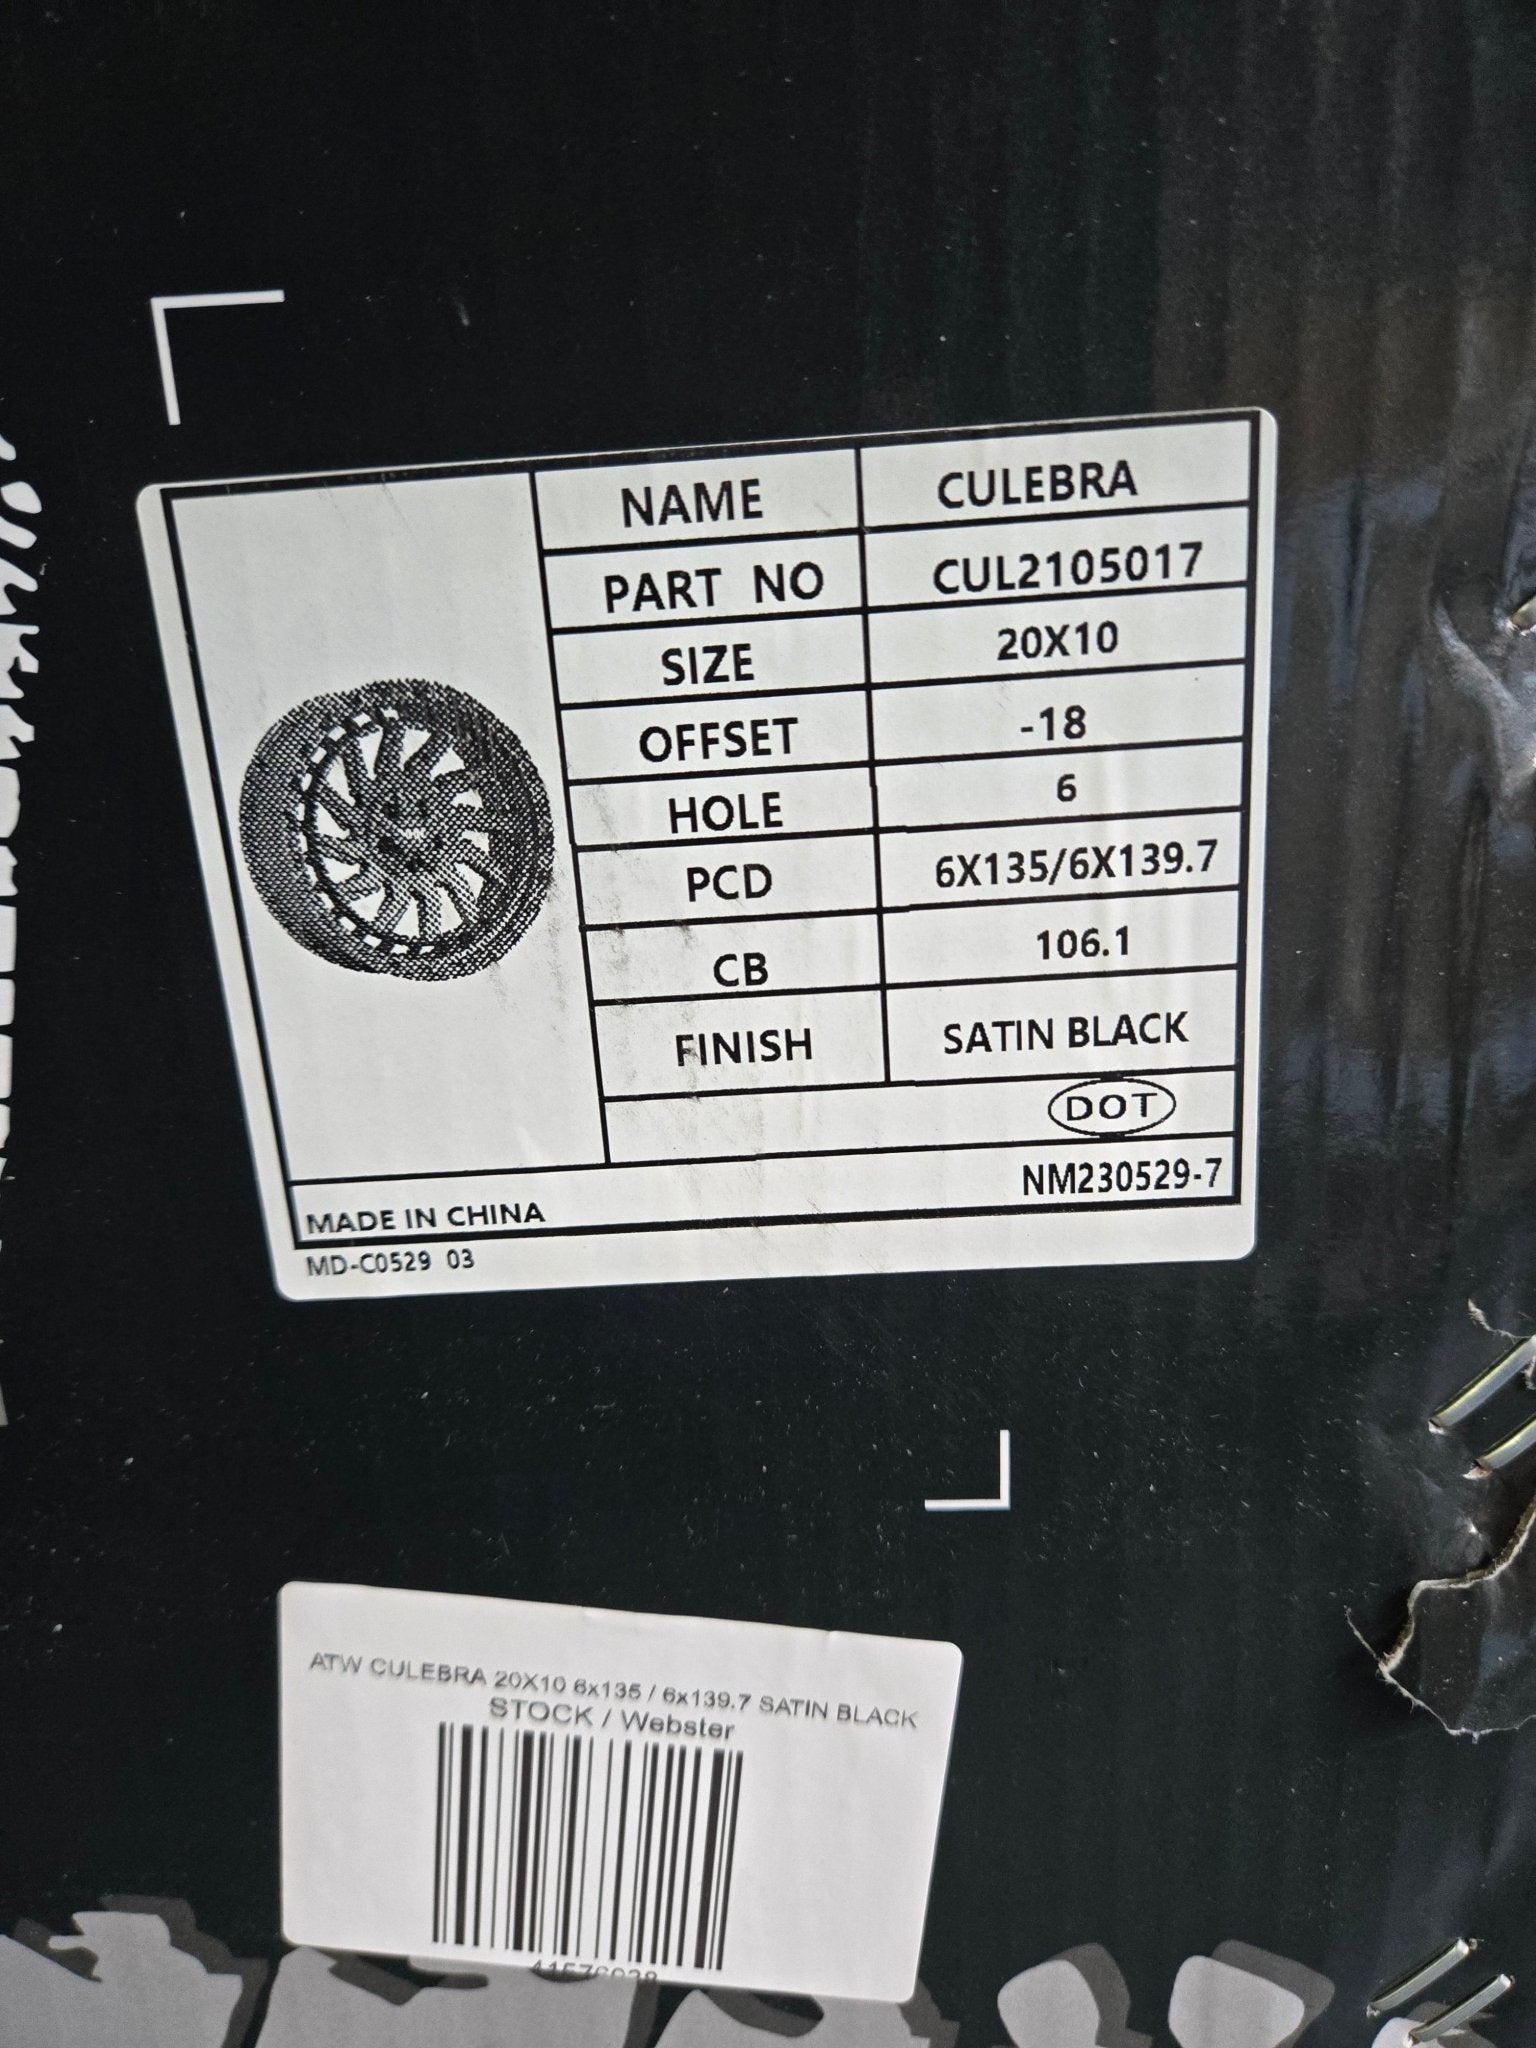 NAME CULEBRA
PART NO CUL2105017
SIZE 20X10
OFFSET -18
HOLE 6
PCD 6X135/6X139.7
CB 106.1
FINISH SATIN BLACK
DOT
NM230529-7
MADE IN CHINA
MD-C0529 03
ATW CULEBRA 20X10 6x135 / 6x139.7 SATIN BLACK
STOCK / Webster